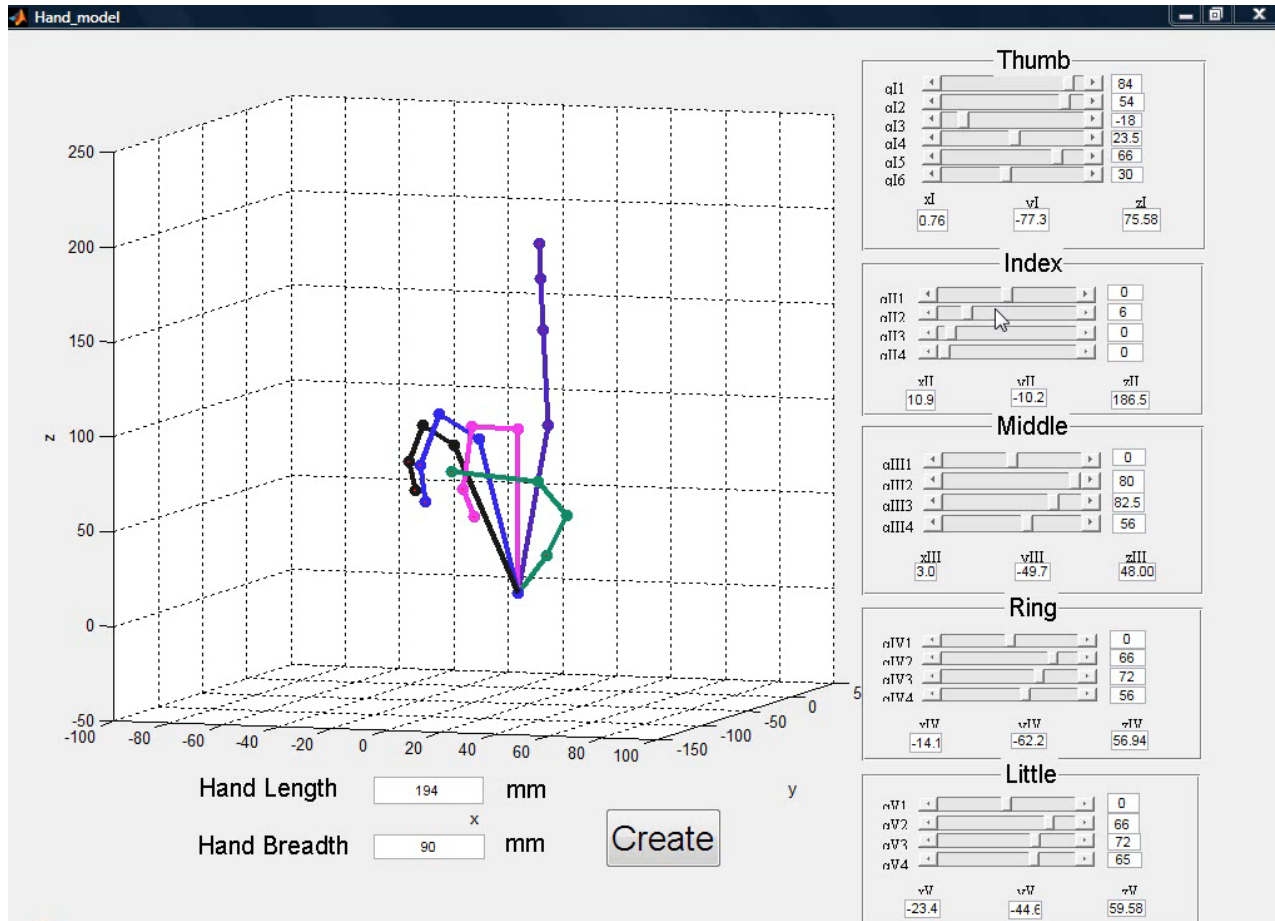 Hand_model
Thumb
αI1 84
αI2 54
αI3 -18
αI4 23.5
αI5 66
αI6 30
xI yI zI
0.76 -77.3 75.58
Index
αII1 0
αII2 6
αII3 0
αII4 0
xII yII zII
10.9 -10.2 186.5
Middle
αIII1 0
αIII2 80
αIII3 82.5
αIII4 56
xIII yIII zIII
3.0 -49.7 48.00
Ring
αIV1 0
αIV2 66
αIV3 72
αIV4 56
xIV yIV zIV
-14.1 -62.2 56.94
Little
αV1 0
αV2 66
αV3 72
αV4 65
xV yV zV
-23.4 -44.6 59.58
250
200
150
100
50
0
-50
z
-100 -80 -60 -40 -20 0 20 40 60 80 100
x
-150 -100 -50 0 5
y
Hand Length 194 mm
Hand Breadth 90 mm
Create